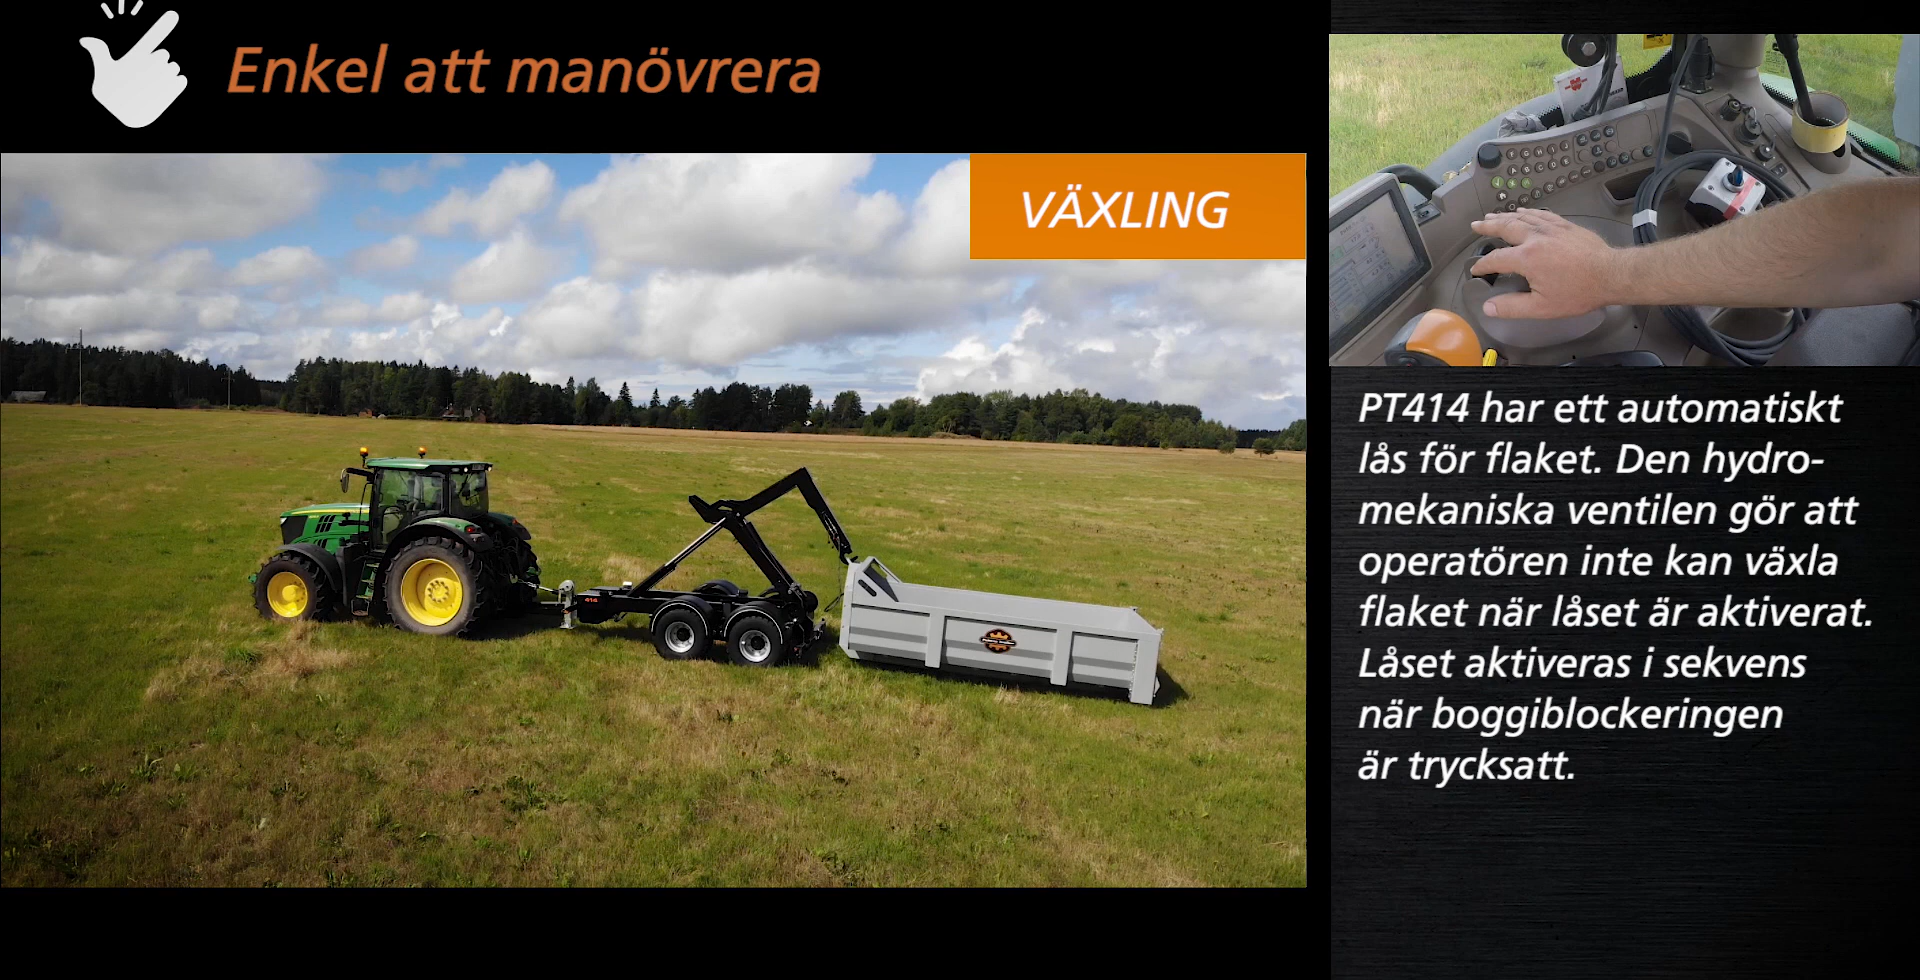 Enkel att manövrera
VÄXLING
414
PT414 har ett automatiskt
lås för flaket. Den hydro-
mekaniska ventilen gör att
operatören inte kan växla
flaket när låset är aktiverat.
Låset aktiveras i sekvens
när boggiblockeringen
är trycksatt.